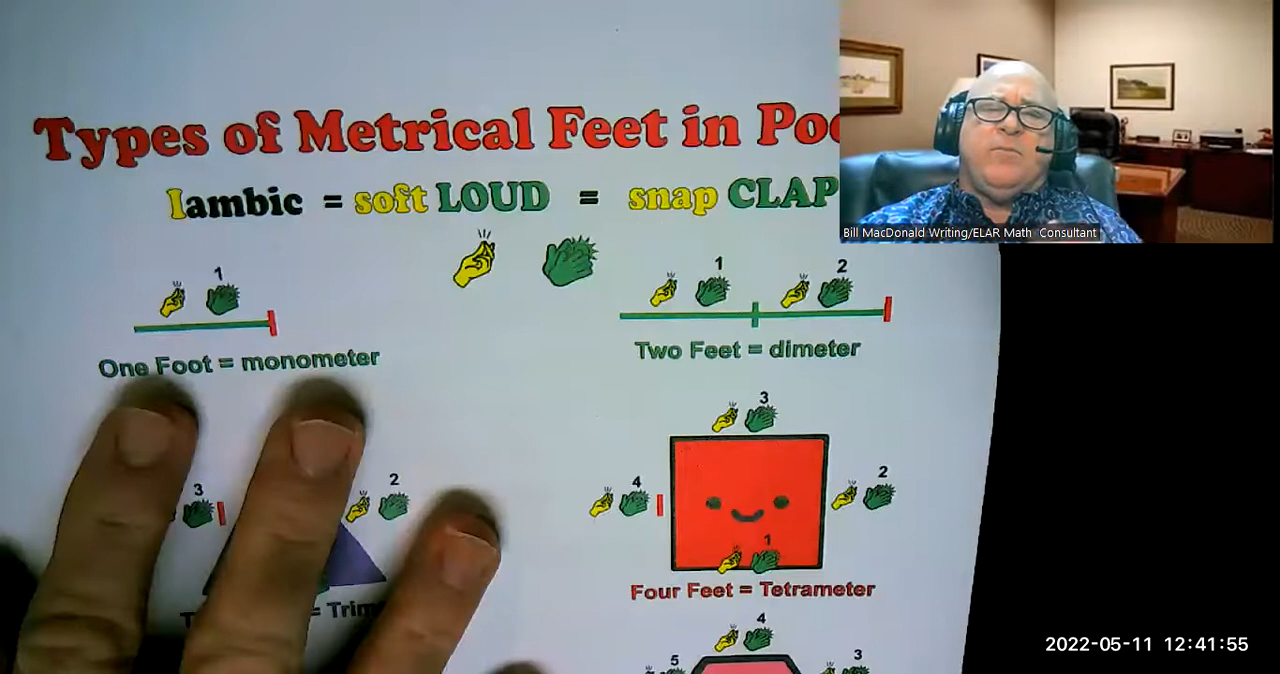 Types of Metrical Feet in
Iambic = soft LOUD = snap CLAP
Bill MacDonald Writing/ELAR Math Consultant
1
1 2
One Foot = monometer
Two Feet = dimeter
3
3 2
4 2
1
Four Feet = Tetrameter
4
5 3
2022-05-11 12:41:55